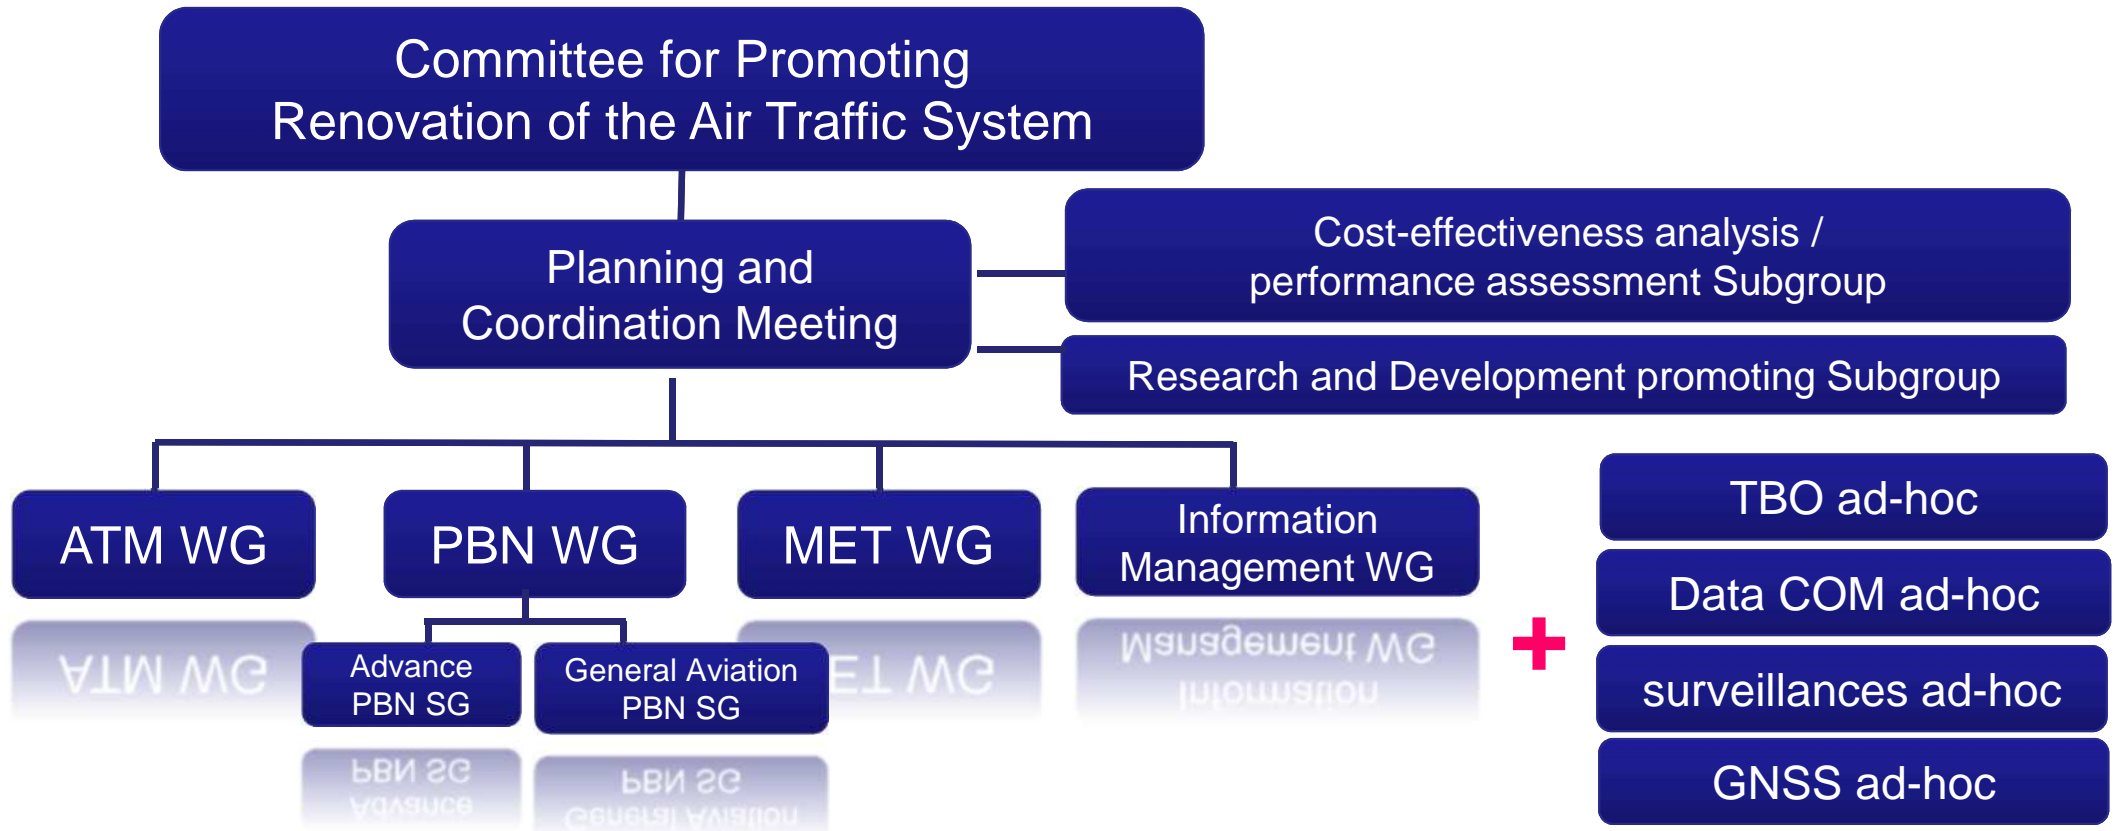 Committee for Promoting
Renovation of the Air Traffic System
Planning and
Coordination Meeting
Cost-effectiveness analysis /
performance assessment Subgroup
Research and Development promoting Subgroup
ATM WG
PBN WG
MET WG
Information
Management WG
Advance
PBN SG
General Aviation
PBN SG
+
TBO ad-hoc
Data COM ad-hoc
surveillances ad-hoc
GNSS ad-hoc